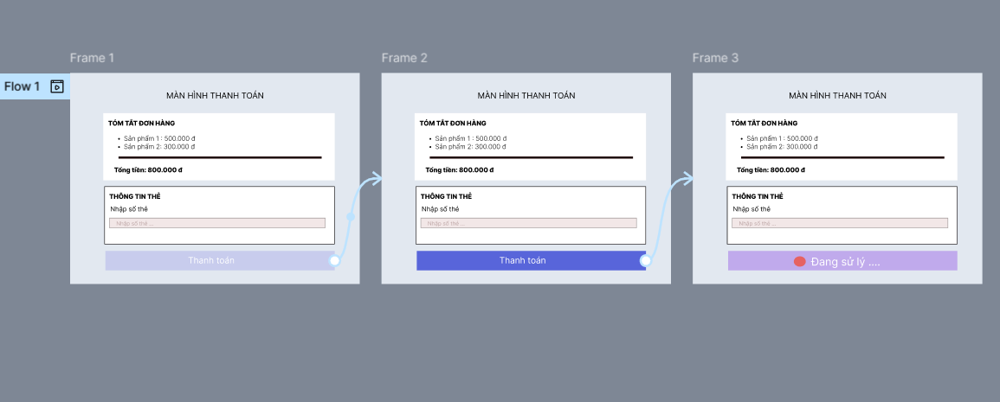 Frame 1
Frame 2
Frame 3
Flow 1
MÀN HÌNH THANH TOÁN
TÓM TẮT ĐƠN HÀNG
• Sản phẩm 1 : 500.000 đ
• Sản phẩm 2: 300.000 đ
Tổng tiền: 800.000 đ
THÔNG TIN THẺ
Nhập số thẻ
Nhập số thẻ ...
Thanh toán
MÀN HÌNH THANH TOÁN
TÓM TẮT ĐƠN HÀNG
• Sản phẩm 1 : 500.000 đ
• Sản phẩm 2: 300.000 đ
Tổng tiền: 800.000 đ
THÔNG TIN THẺ
Nhập số thẻ
Nhập số thẻ ...
Thanh toán
MÀN HÌNH THANH TOÁN
TÓM TẮT ĐƠN HÀNG
• Sản phẩm 1 : 500.000 đ
• Sản phẩm 2: 300.000 đ
Tổng tiền: 800.000 đ
THÔNG TIN THẺ
Nhập số thẻ
Nhập số thẻ ...
Đang sử lý ....